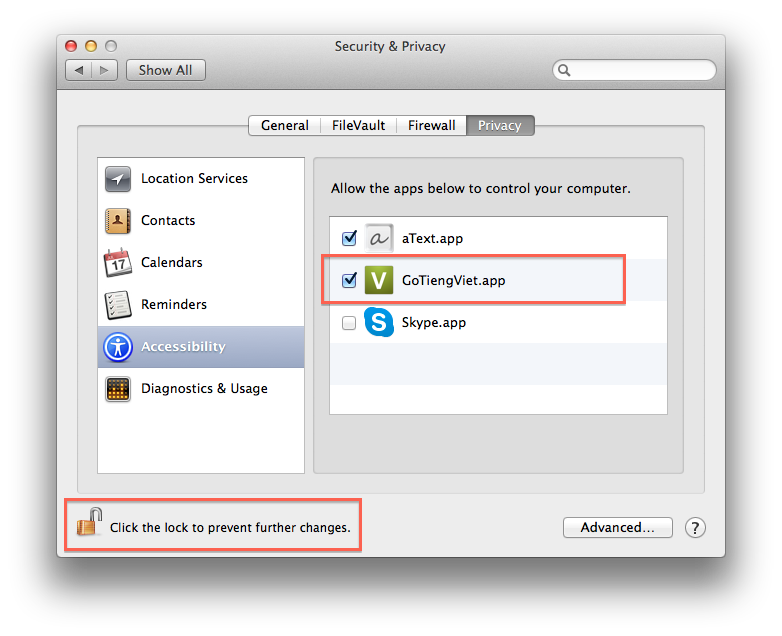 Security & Privacy
Show All
General FileVault Firewall Privacy
Location Services
Contacts
17
Calendars
Reminders
Accessibility
Diagnostics & Usage
Allow the apps below to control your computer.
a aText.app
V GoTiengViet.app
S Skype.app
Click the lock to prevent further changes.
Advanced...
?